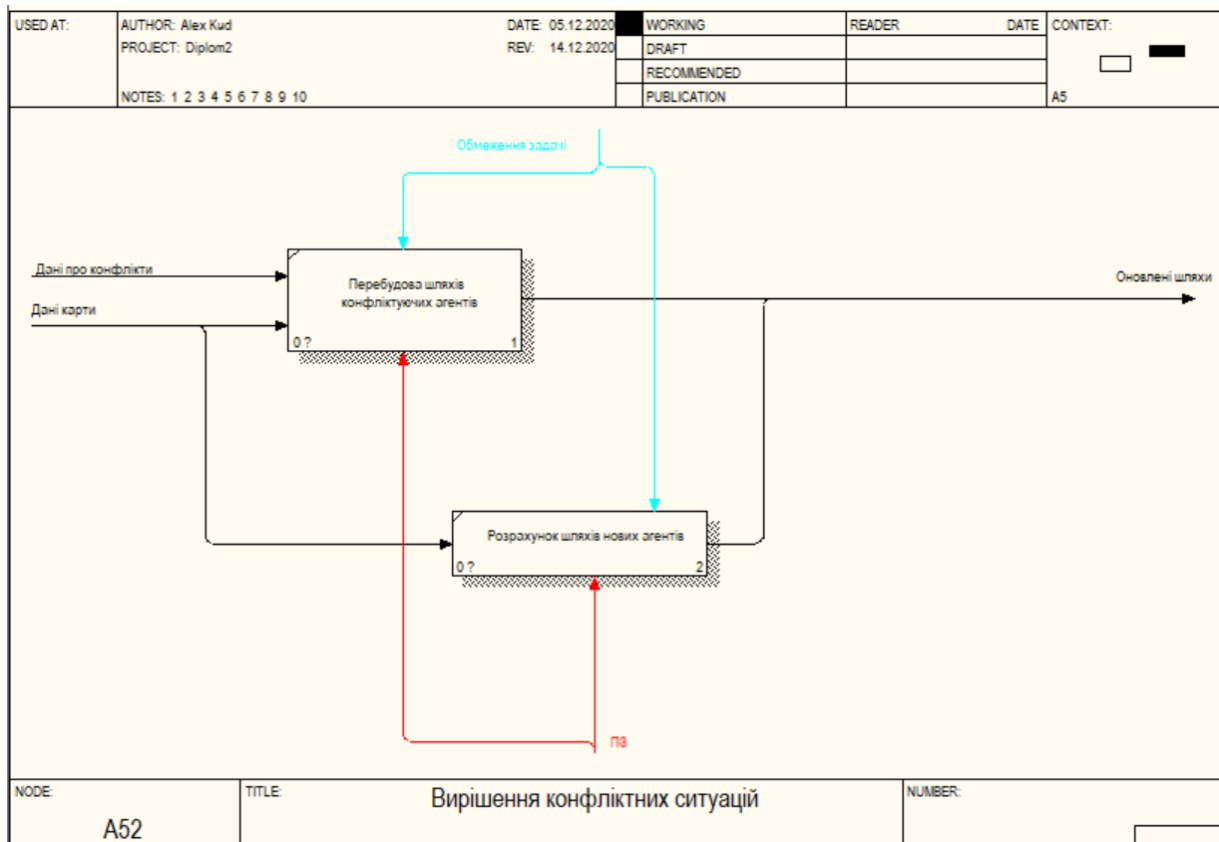 USED AT:
AUTHOR: Alex Kud
DATE: 05.12.2020
WORKING
READER
DATE
CONTEXT:
PROJECT: Diplom2
REV: 14.12.2020
DRAFT
RECOMMENDED
NOTES: 1 2 3 4 5 6 7 8 9 10
PUBLICATION
A5
Обмеження задачі
Дані про конфлікти
Дані карти
Перебудова шляхів
конфліктуючих агентів
0 ?
1
Оновлені шляхи
Розрахунок шляхів нових агентів
0 ?
2
ПЗ
NODE:
A52
TITLE:
Вирішення конфліктних ситуацій
NUMBER: